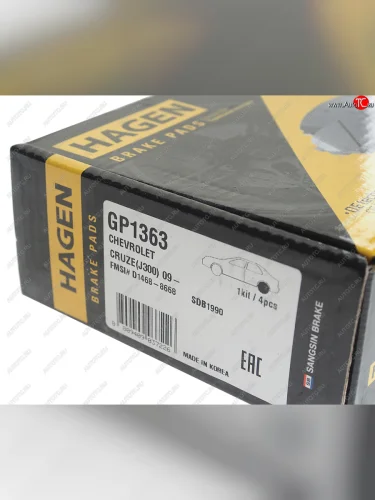 HAGEN
BRAKE PADS
HAGEN
BRAKE PADS
GP1363
CHEVROLET
CRUZE(J300) 09-
FMSI# D1468-8668
SDB1990
1kit / 4pcs
MADE IN KOREA
EAC
SANGSIN BRAKE